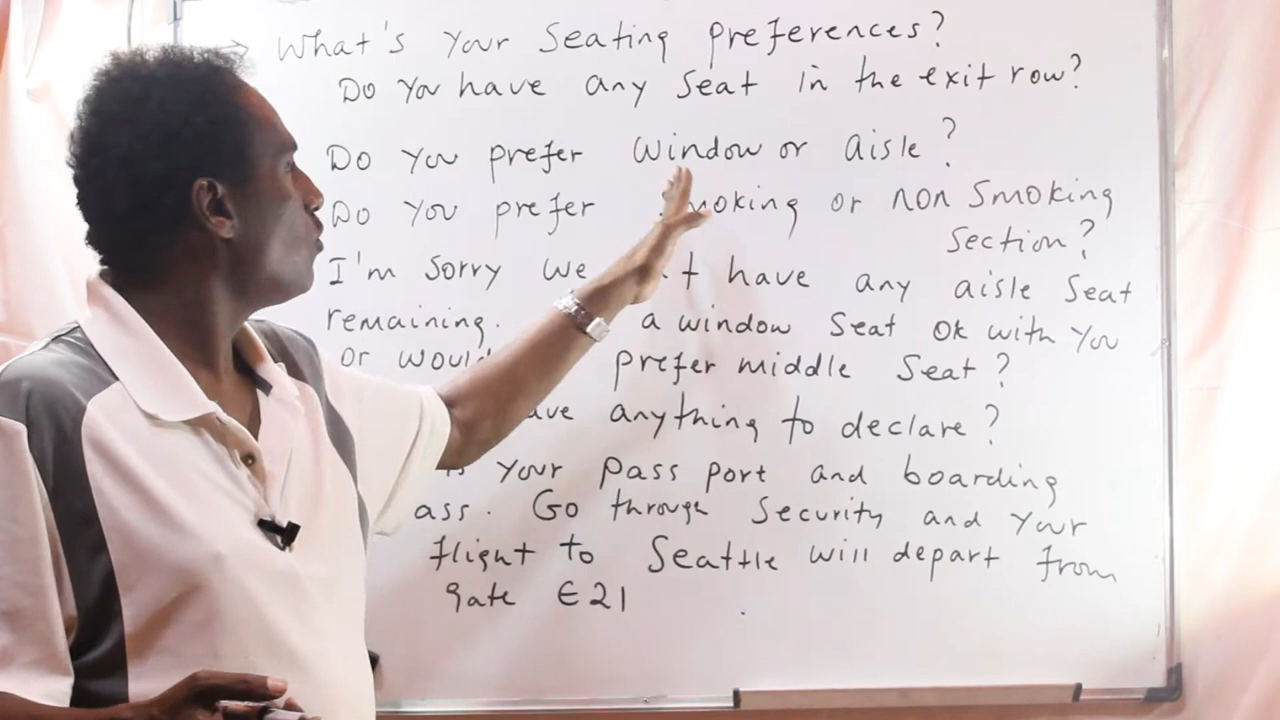 What's your seating preferences?
Do you have any seat in the exit row?
Do you prefer window or aisle?
Do you prefer smoking or non smoking
section?
I'm sorry we have any aisle seat
remaining. a window seat ok with you
or prefer middle seat?
anything to declare?
your pass port and boarding
Go through security and your
flight to Seattle will depart from
gate E21